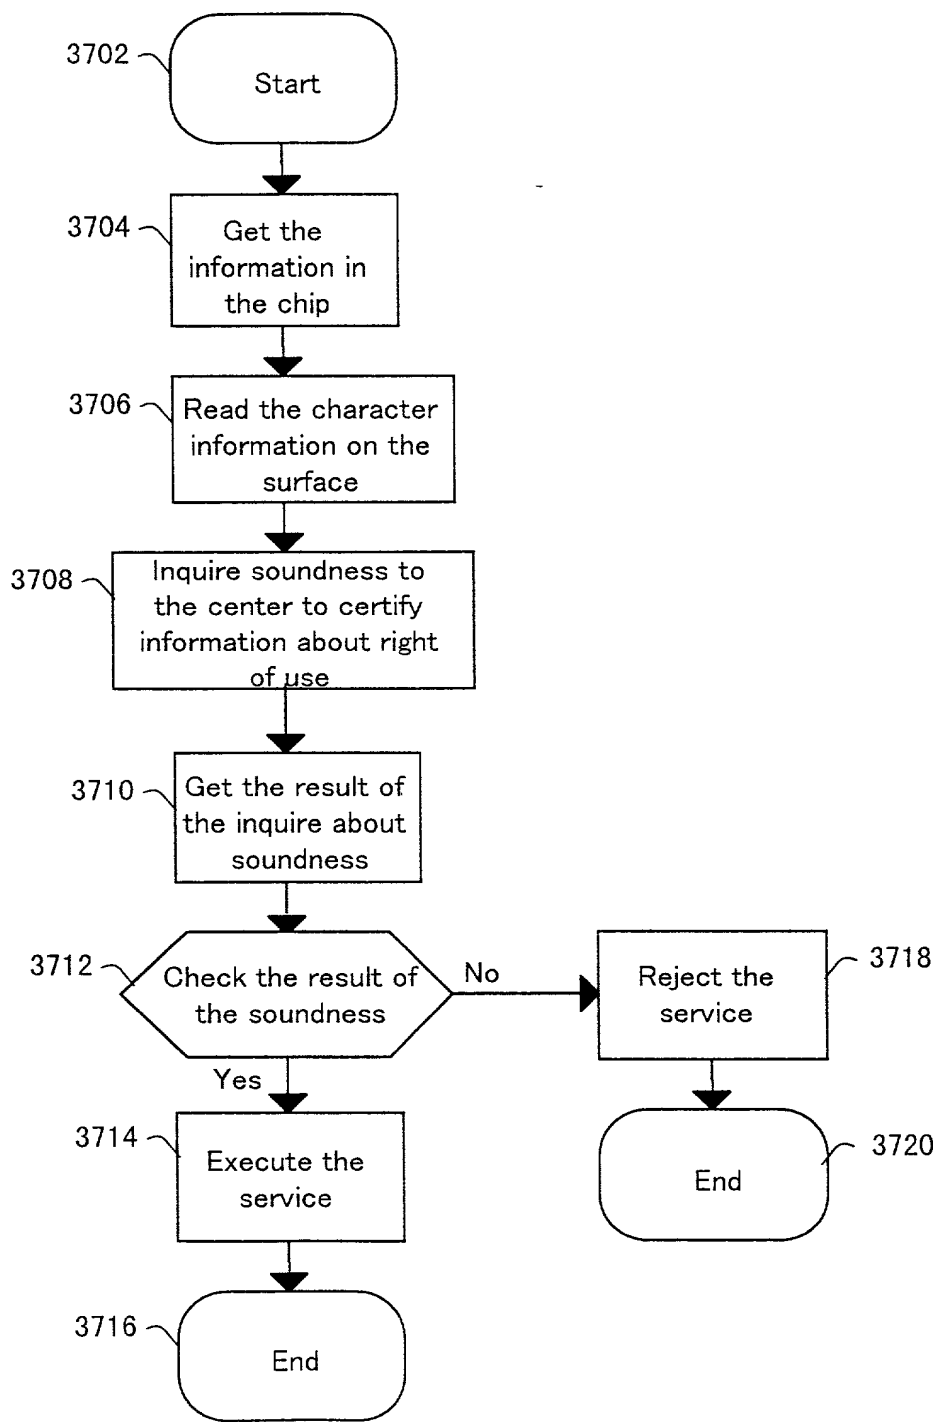 3702
Start
3704
Get the
information in
the chip
3706
Read the character
information on the
surface
3708
Inquire soundness to
the center to certify
information about right
of use
3710
Get the result of
the inquire about
soundness
3712
Check the result of
the soundness
No
3718
Reject the
service
Yes
3714
Execute the
service
3720
End
3716
End